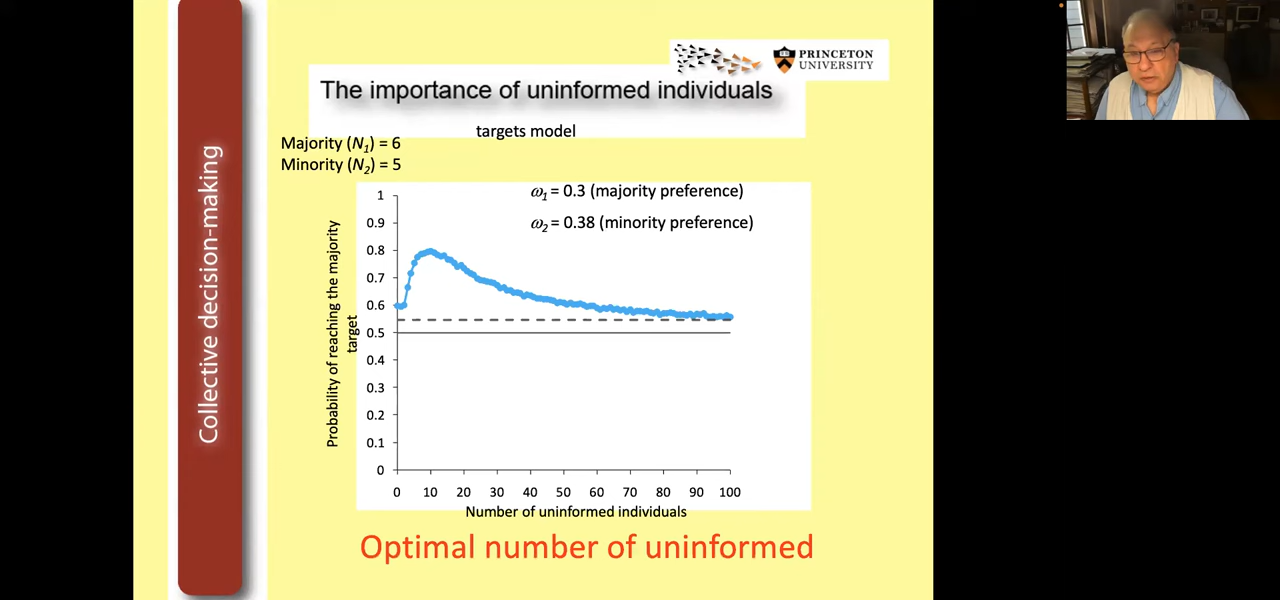 Collective decision-making
PRINCETON
UNIVERSITY
The importance of uninformed individuals
targets model
Majority (N1) = 6
Minority (N2) = 5
ω1 = 0.3 (majority preference)
ω2 = 0.38 (minority preference)
Probability of reaching the majority
target
1
0.9
0.8
0.7
0.6
0.5
0.4
0.3
0.2
0.1
0
0 10 20 30 40 50 60 70 80 90 100
Number of uninformed individuals
Optimal number of uninformed